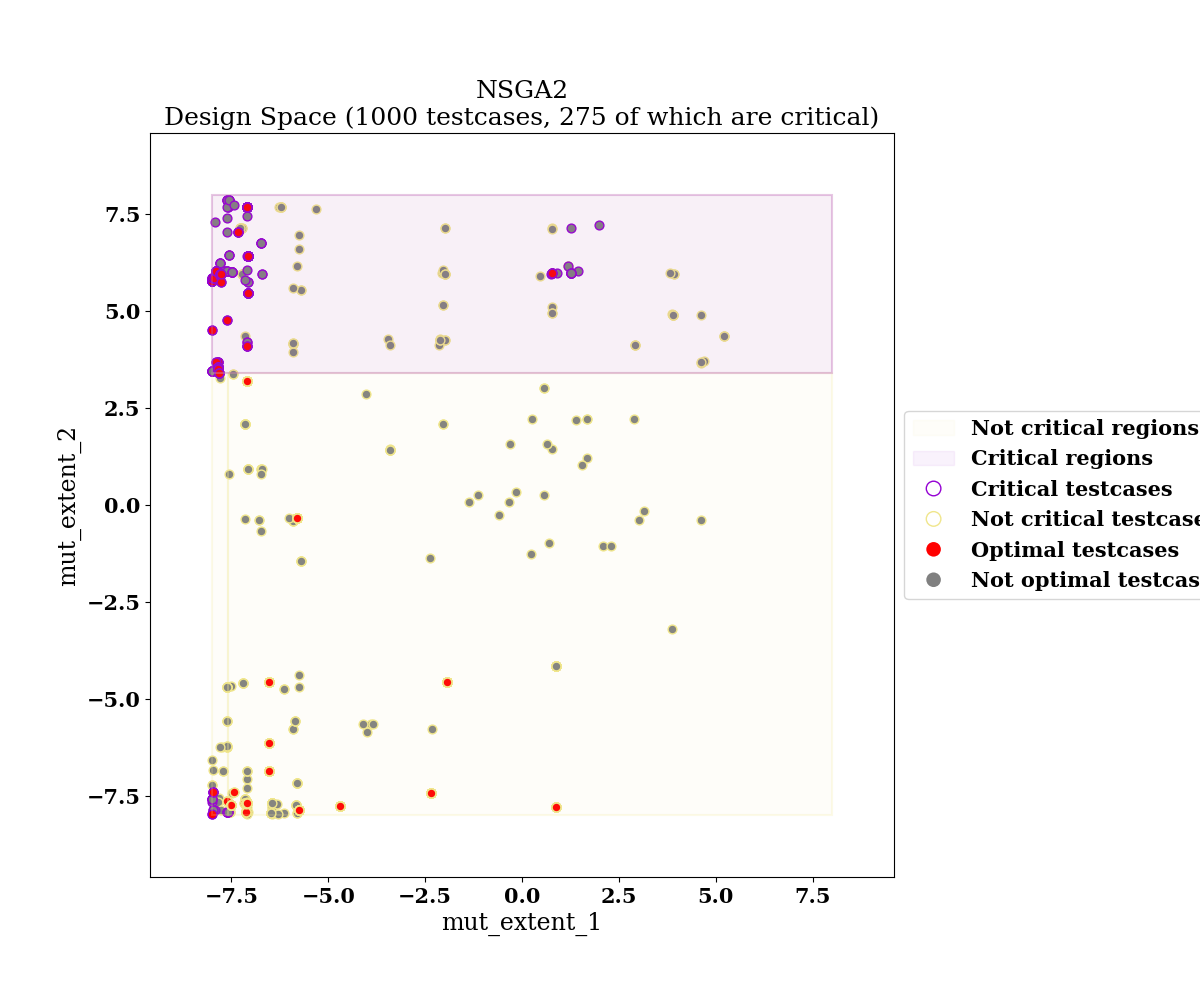 NSGA2
Design Space (1000 testcases, 275 of which are critical)
7.5
5.0
2.5
0.0
−2.5
−5.0
−7.5
mut_extent_2
−7.5
−5.0
−2.5
0.0
2.5
5.0
7.5
mut_extent_1
Not critical regions
Critical regions
Critical testcases
Not critical testcase
Optimal testcases
Not optimal testcas